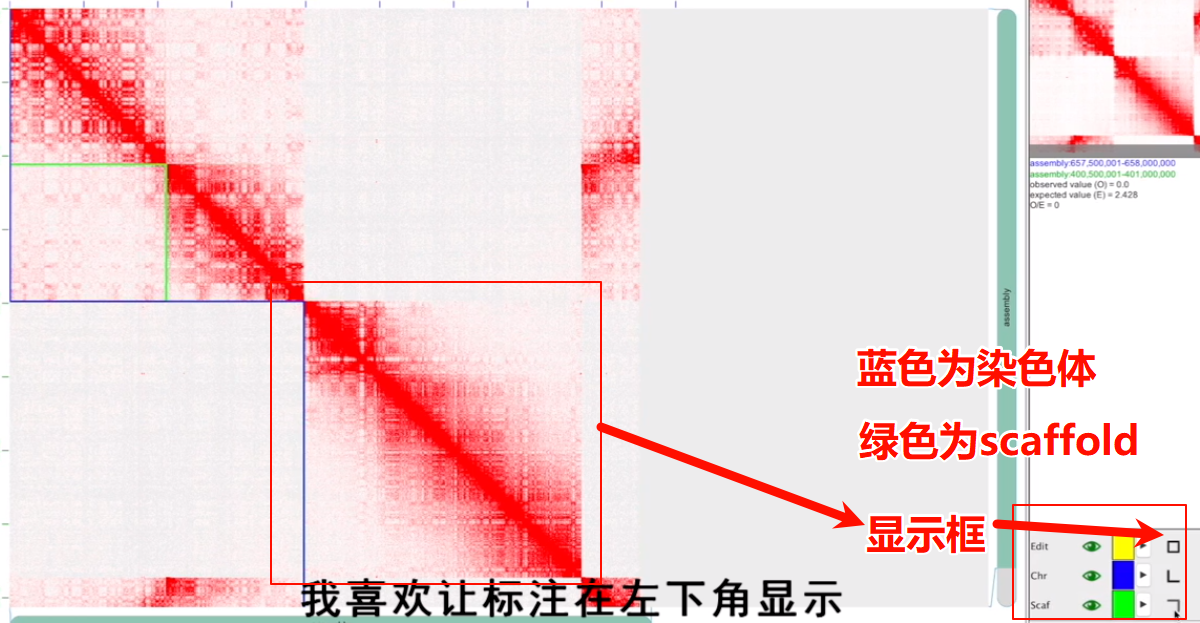 assembly:657,500,001-658,000,000
assembly:400,500,001-401,000,000
observed value (O) = 0.0
expected value (E) = 2.428
O/E = 0
assembly
蓝色为染色体
绿色为scaffold
显示框
Edit
Chr
Scaf
我喜欢让标注在左下角显示